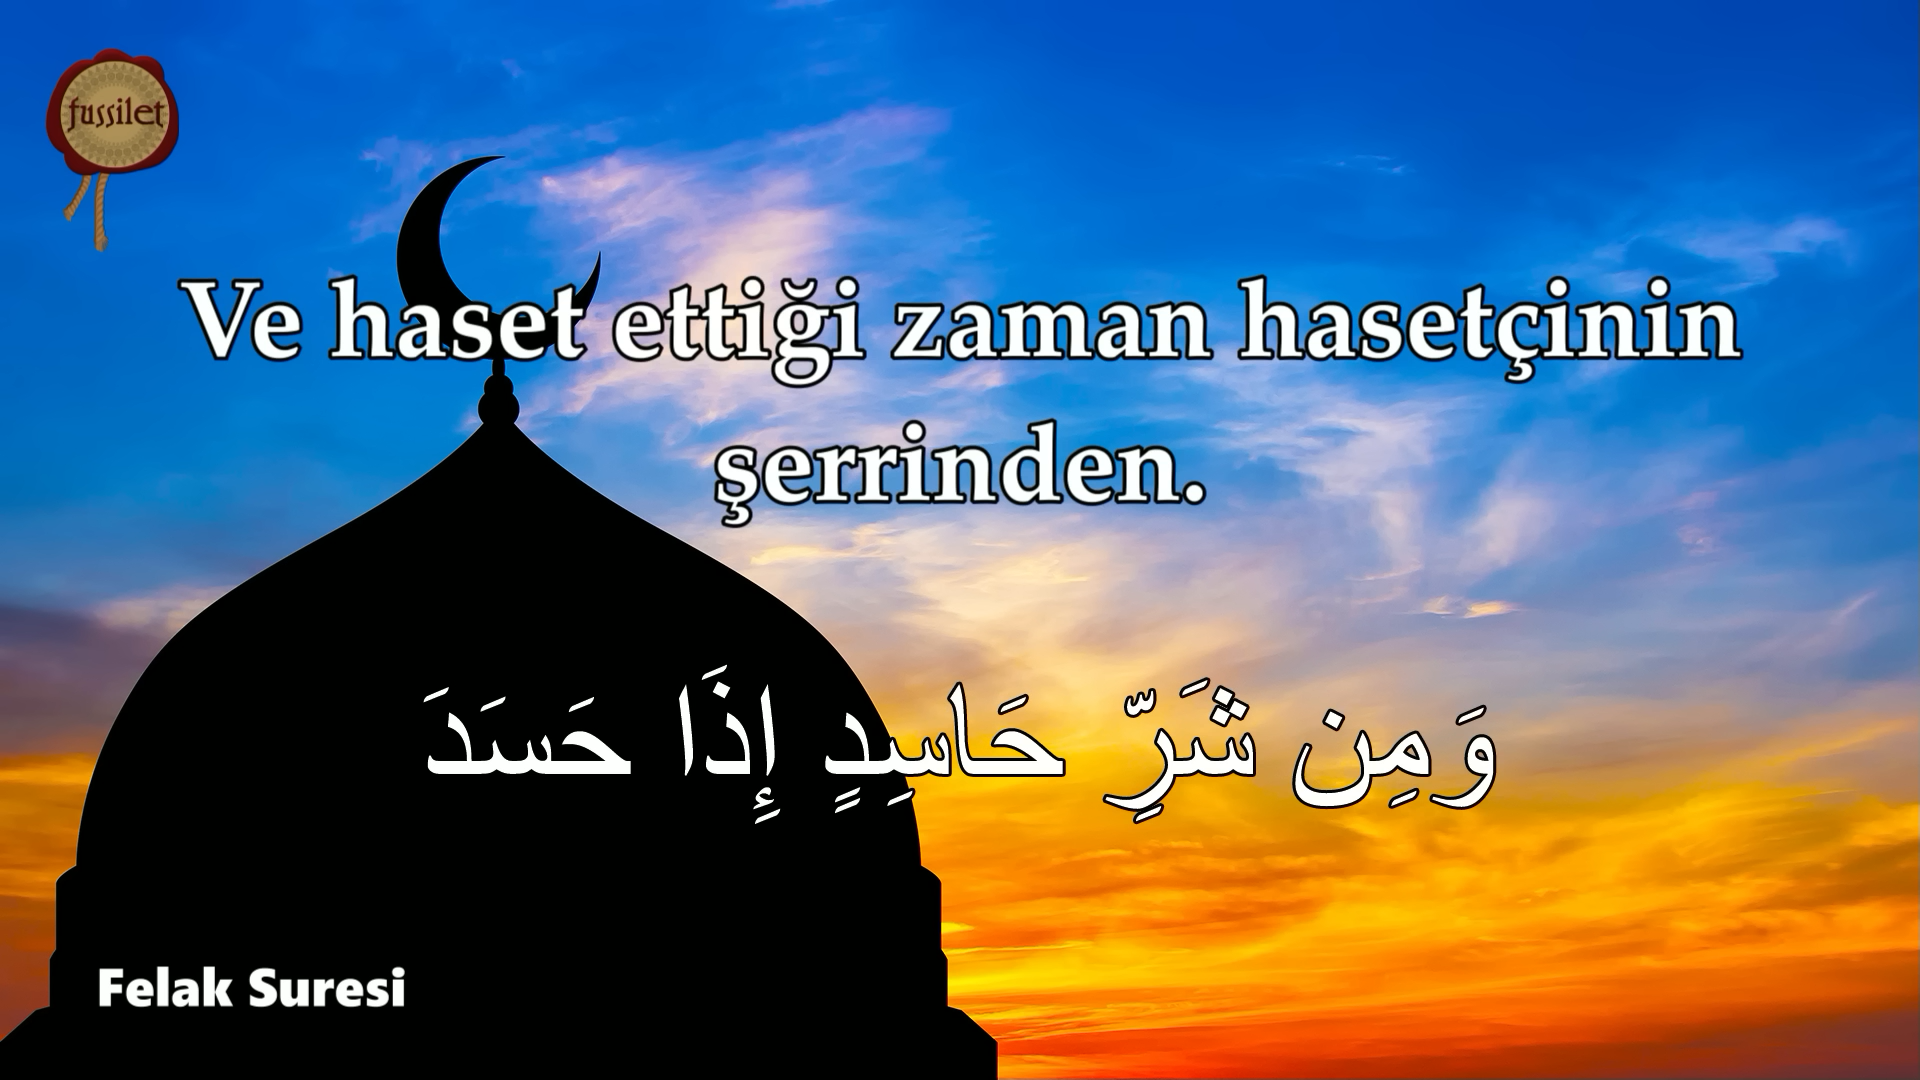 fussilet
Ve haset ettiği zaman hasetçinin
şerrinden.
وَمِن شَرِّ حَاسِدٍ إِذَا حَسَدَ
Felak Suresi